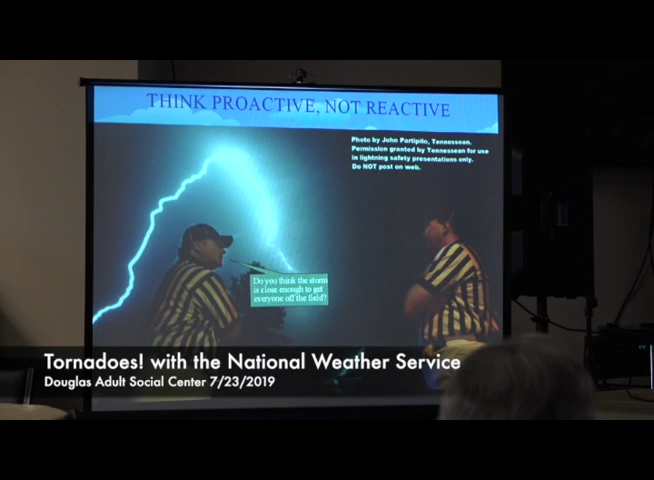 THINK PROACTIVE, NOT REACTIVE
Photo by John Partipilo, Tennessean.
Permission granted by Tennessean for use
in lightning safety presentations only.
Do NOT post on web.
Do you think the storm
is close enough to get
everyone off the field?
Tornadoes! with the National Weather Service
Douglas Adult Social Center 7/23/2019